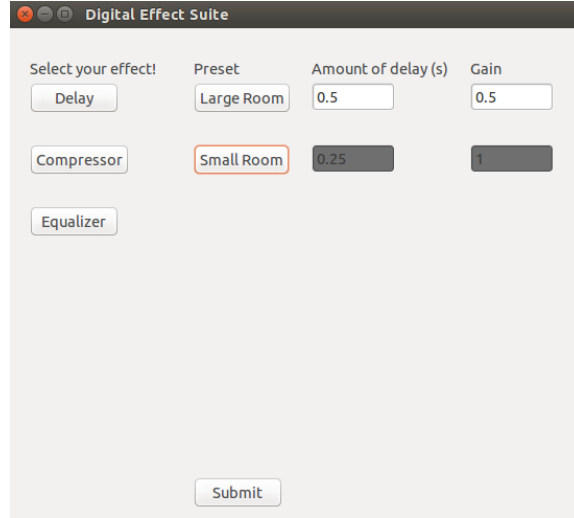 Digital Effect Suite
Select your effect! Preset Amount of delay (s) Gain
Delay Large Room 0.5 0.5
Compressor Small Room 0.25 1
Equalizer
Submit